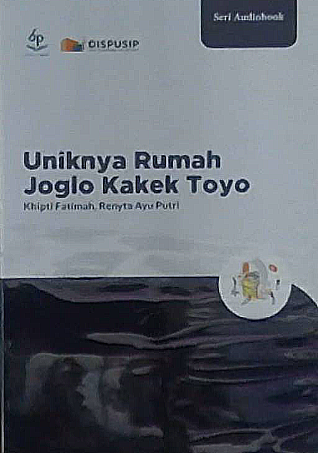 Seri Audiobook
DISPUSIP
Uniknya Rumah
Joglo Kakek Toyo
Khipti Fatimah, Renyta Ayu Putri